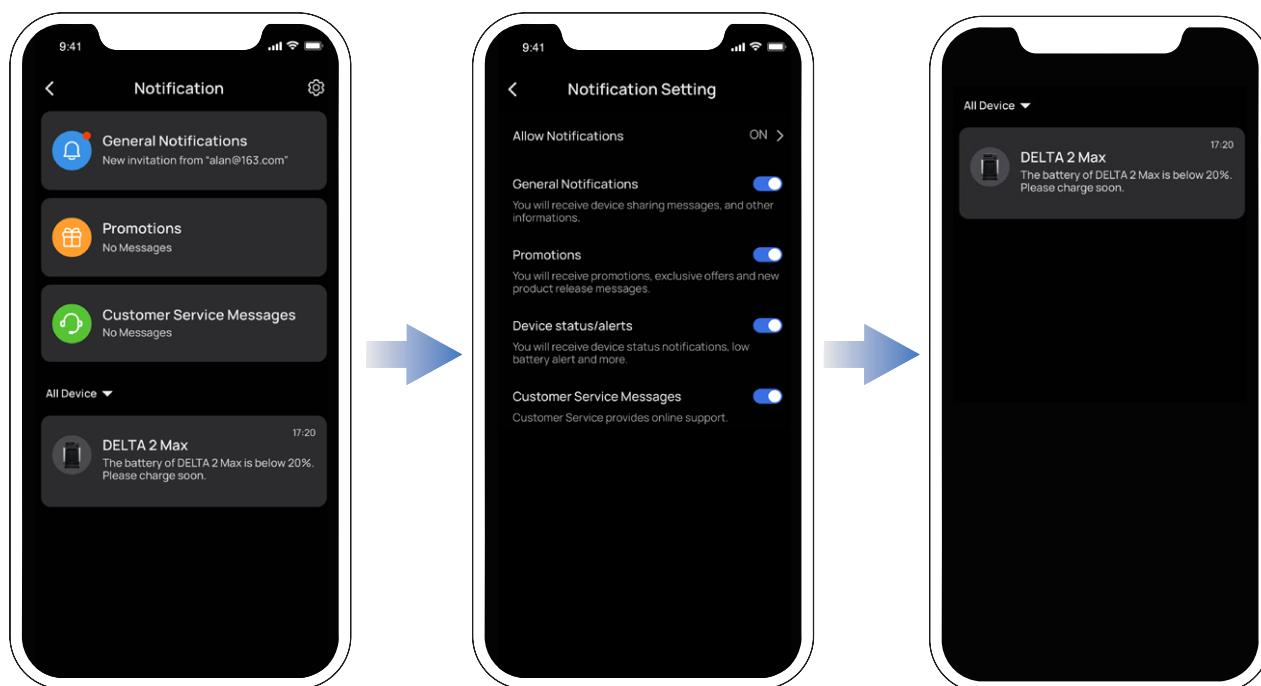 9:41
Notification
General Notifications
New invitation from "alan@163.com"
Promotions
No Messages
Customer Service Messages
No Messages
All Device
17:20
DELTA 2 Max
The battery of DELTA 2 Max is below 20%.
Please charge soon.
9:41
Notification Setting
Allow Notifications ON
General Notifications
You will receive device sharing messages, and other
informations.
Promotions
You will receive promotions, exclusive offers and new
product release messages.
Device status/alerts
You will receive device status notifications, low
battery alert and more.
Customer Service Messages
Customer Service provides online support.
All Device
17:20
DELTA 2 Max
The battery of DELTA 2 Max is below 20%.
Please charge soon.